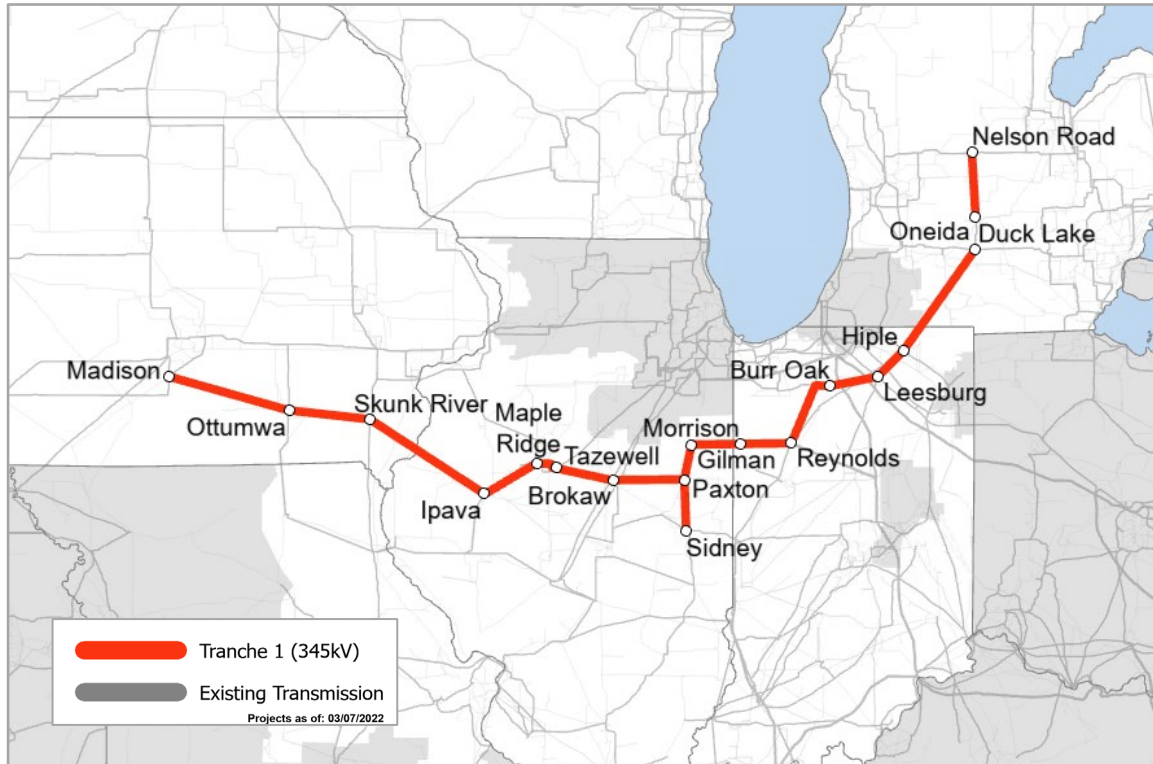 Nelson Road
Oneida
Duck Lake
Hiple
Burr Oak
Leesburg
Madison
Skunk River
Ottumwa
Maple
Ridge
Morrison
Tazewell
Gilman
Reynolds
Brokaw
Paxton
Ipava
Sidney
Tranche 1 (345kV)
Existing Transmission
Projects as of: 03/07/2022